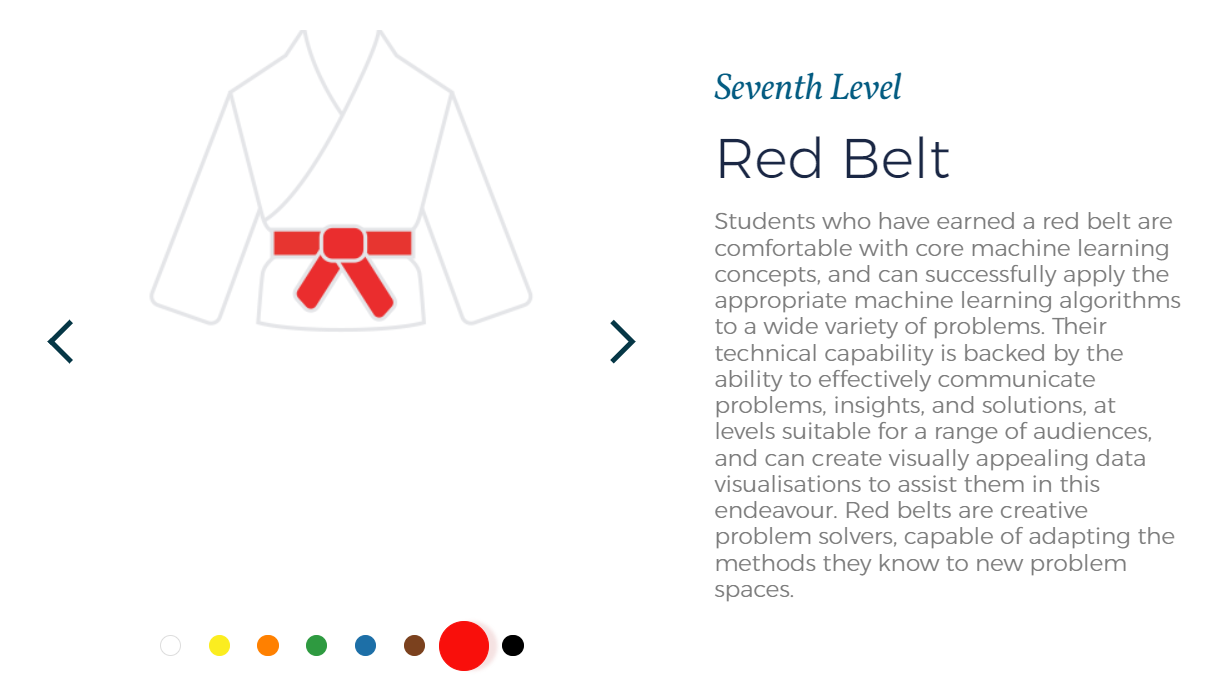 Seventh Level
Red Belt
Students who have earned a red belt are
comfortable with core machine learning
concepts, and can successfully apply the
appropriate machine learning algorithms
to a wide variety of problems. Their
technical capability is backed by the
ability to effectively communicate
problems, insights, and solutions, at
levels suitable for a range of audiences,
and can create visually appealing data
visualisations to assist them in this
endeavour. Red belts are creative
problem solvers, capable of adapting the
methods they know to new problem
spaces.